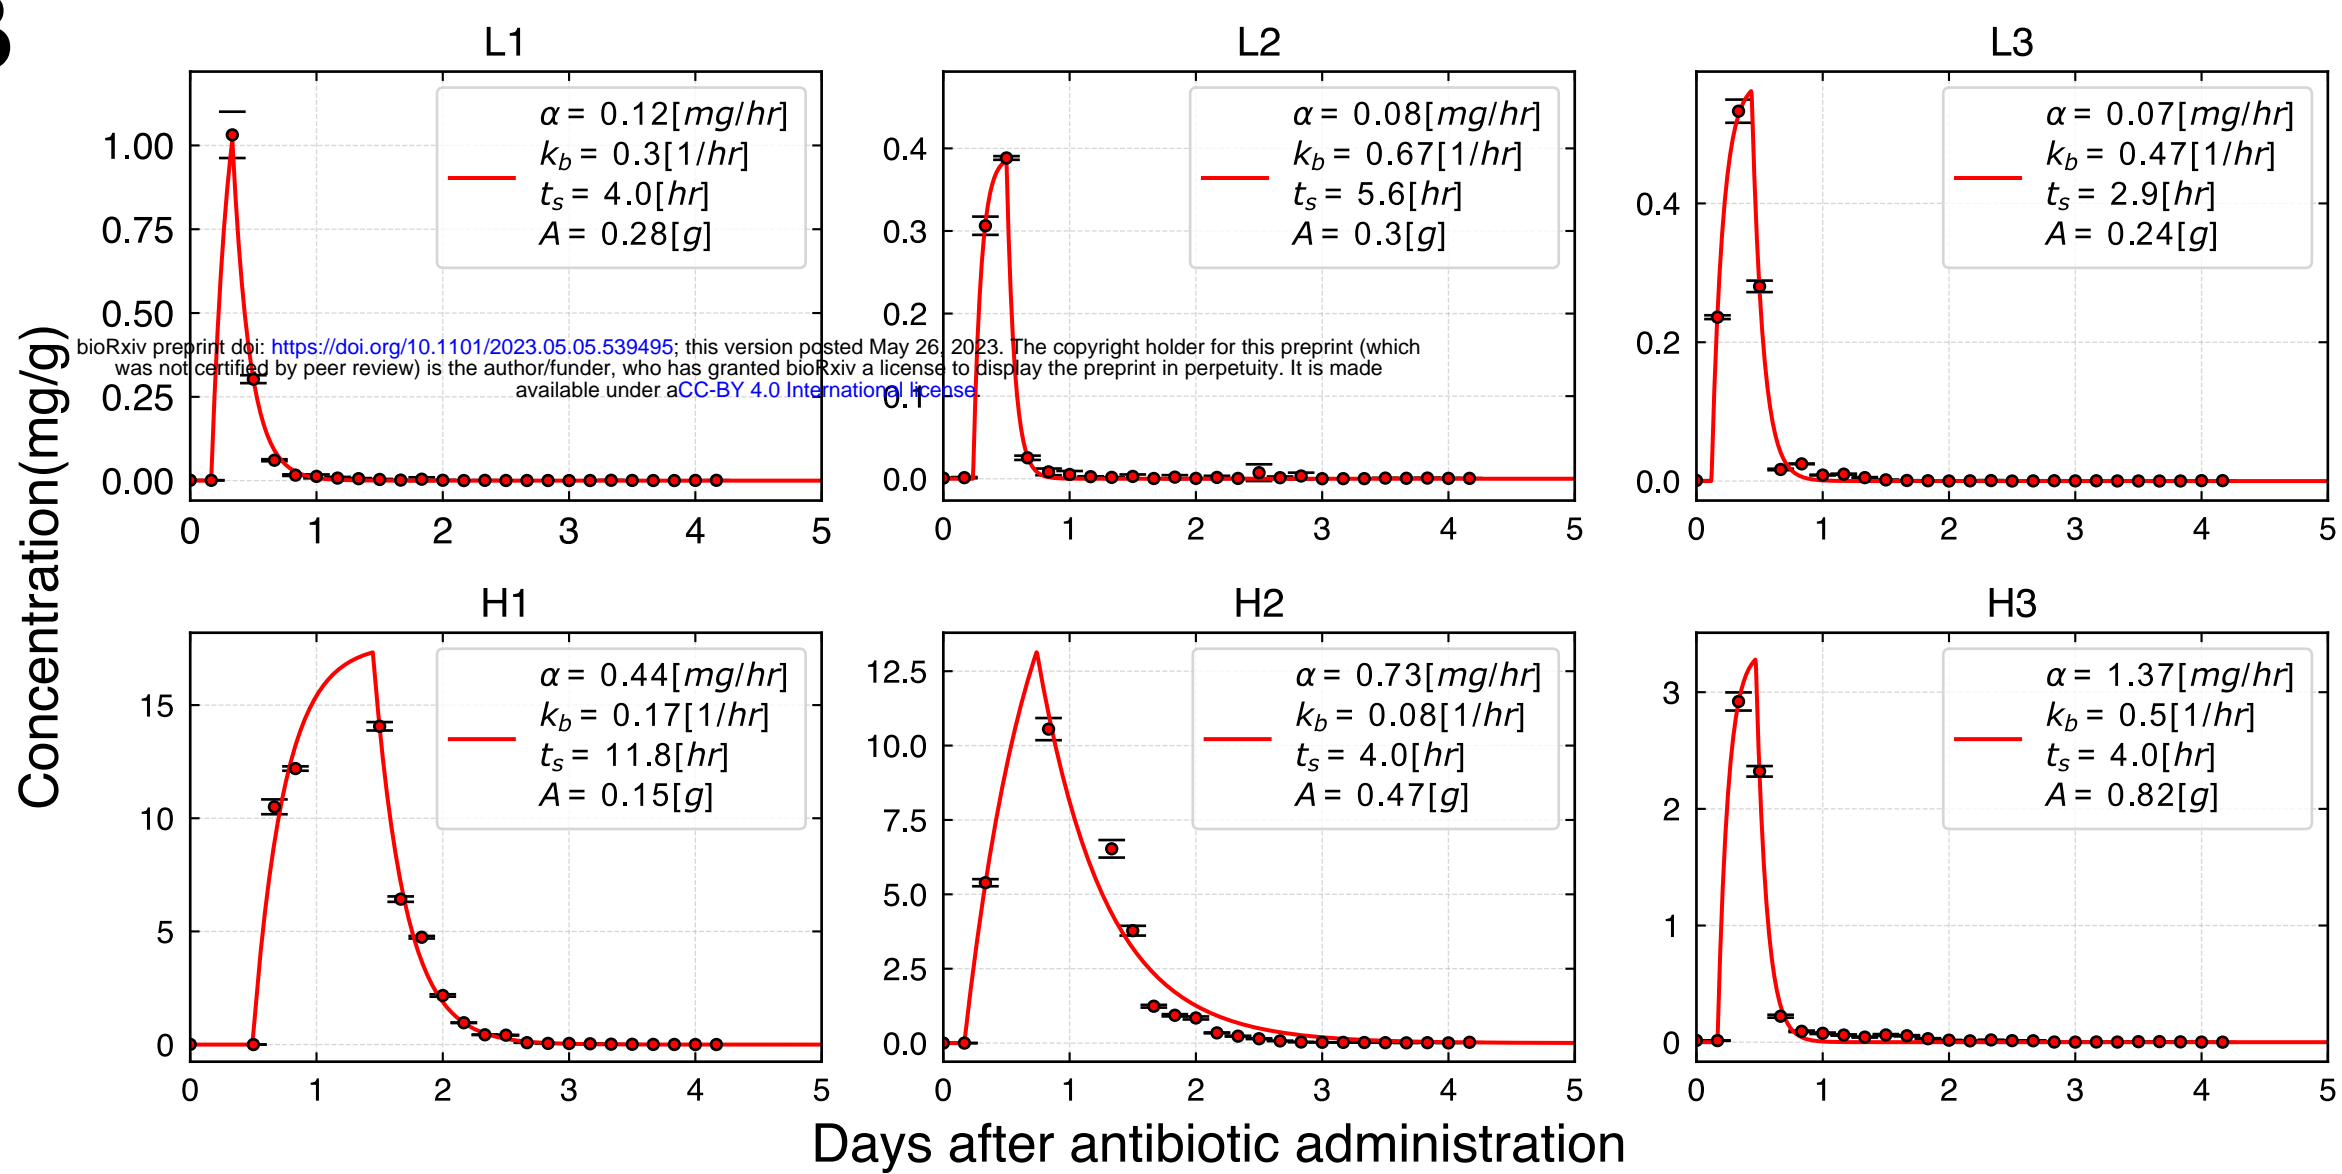 B
L1
L2
L3
α = 0.12[mg/hr]
k_b = 0.3[1/hr]
t_s = 4.0[hr]
A = 0.28[g]
α = 0.08[mg/hr]
k_b = 0.67[1/hr]
t_s = 5.6[hr]
A = 0.3[g]
α = 0.07[mg/hr]
k_b = 0.47[1/hr]
t_s = 2.9[hr]
A = 0.24[g]
1.00
0.75
0.50
0.25
0.00
0.4
0.3
0.2
0.1
0.0
0.4
0.2
0.0
bioRxiv preprint doi: https://doi.org/10.1101/2023.05.05.539495; this version posted May 26, 2023. The copyright holder for this preprint (which
was not certified by peer review) is the author/funder, who has granted bioRxiv a license to display the preprint in perpetuity. It is made
available under aCC-BY 4.0 International license.
0 1 2 3 4 5
0 1 2 3 4 5
0 1 2 3 4 5
Concentration(mg/g)
H1
H2
H3
α = 0.44[mg/hr]
k_b = 0.17[1/hr]
t_s = 11.8[hr]
A = 0.15[g]
α = 0.73[mg/hr]
k_b = 0.08[1/hr]
t_s = 4.0[hr]
A = 0.47[g]
α = 1.37[mg/hr]
k_b = 0.5[1/hr]
t_s = 4.0[hr]
A = 0.82[g]
15
10
5
0
12.5
10.0
7.5
5.0
2.5
0.0
3
2
1
0
0 1 2 3 4 5
0 1 2 3 4 5
0 1 2 3 4 5
Days after antibiotic administration